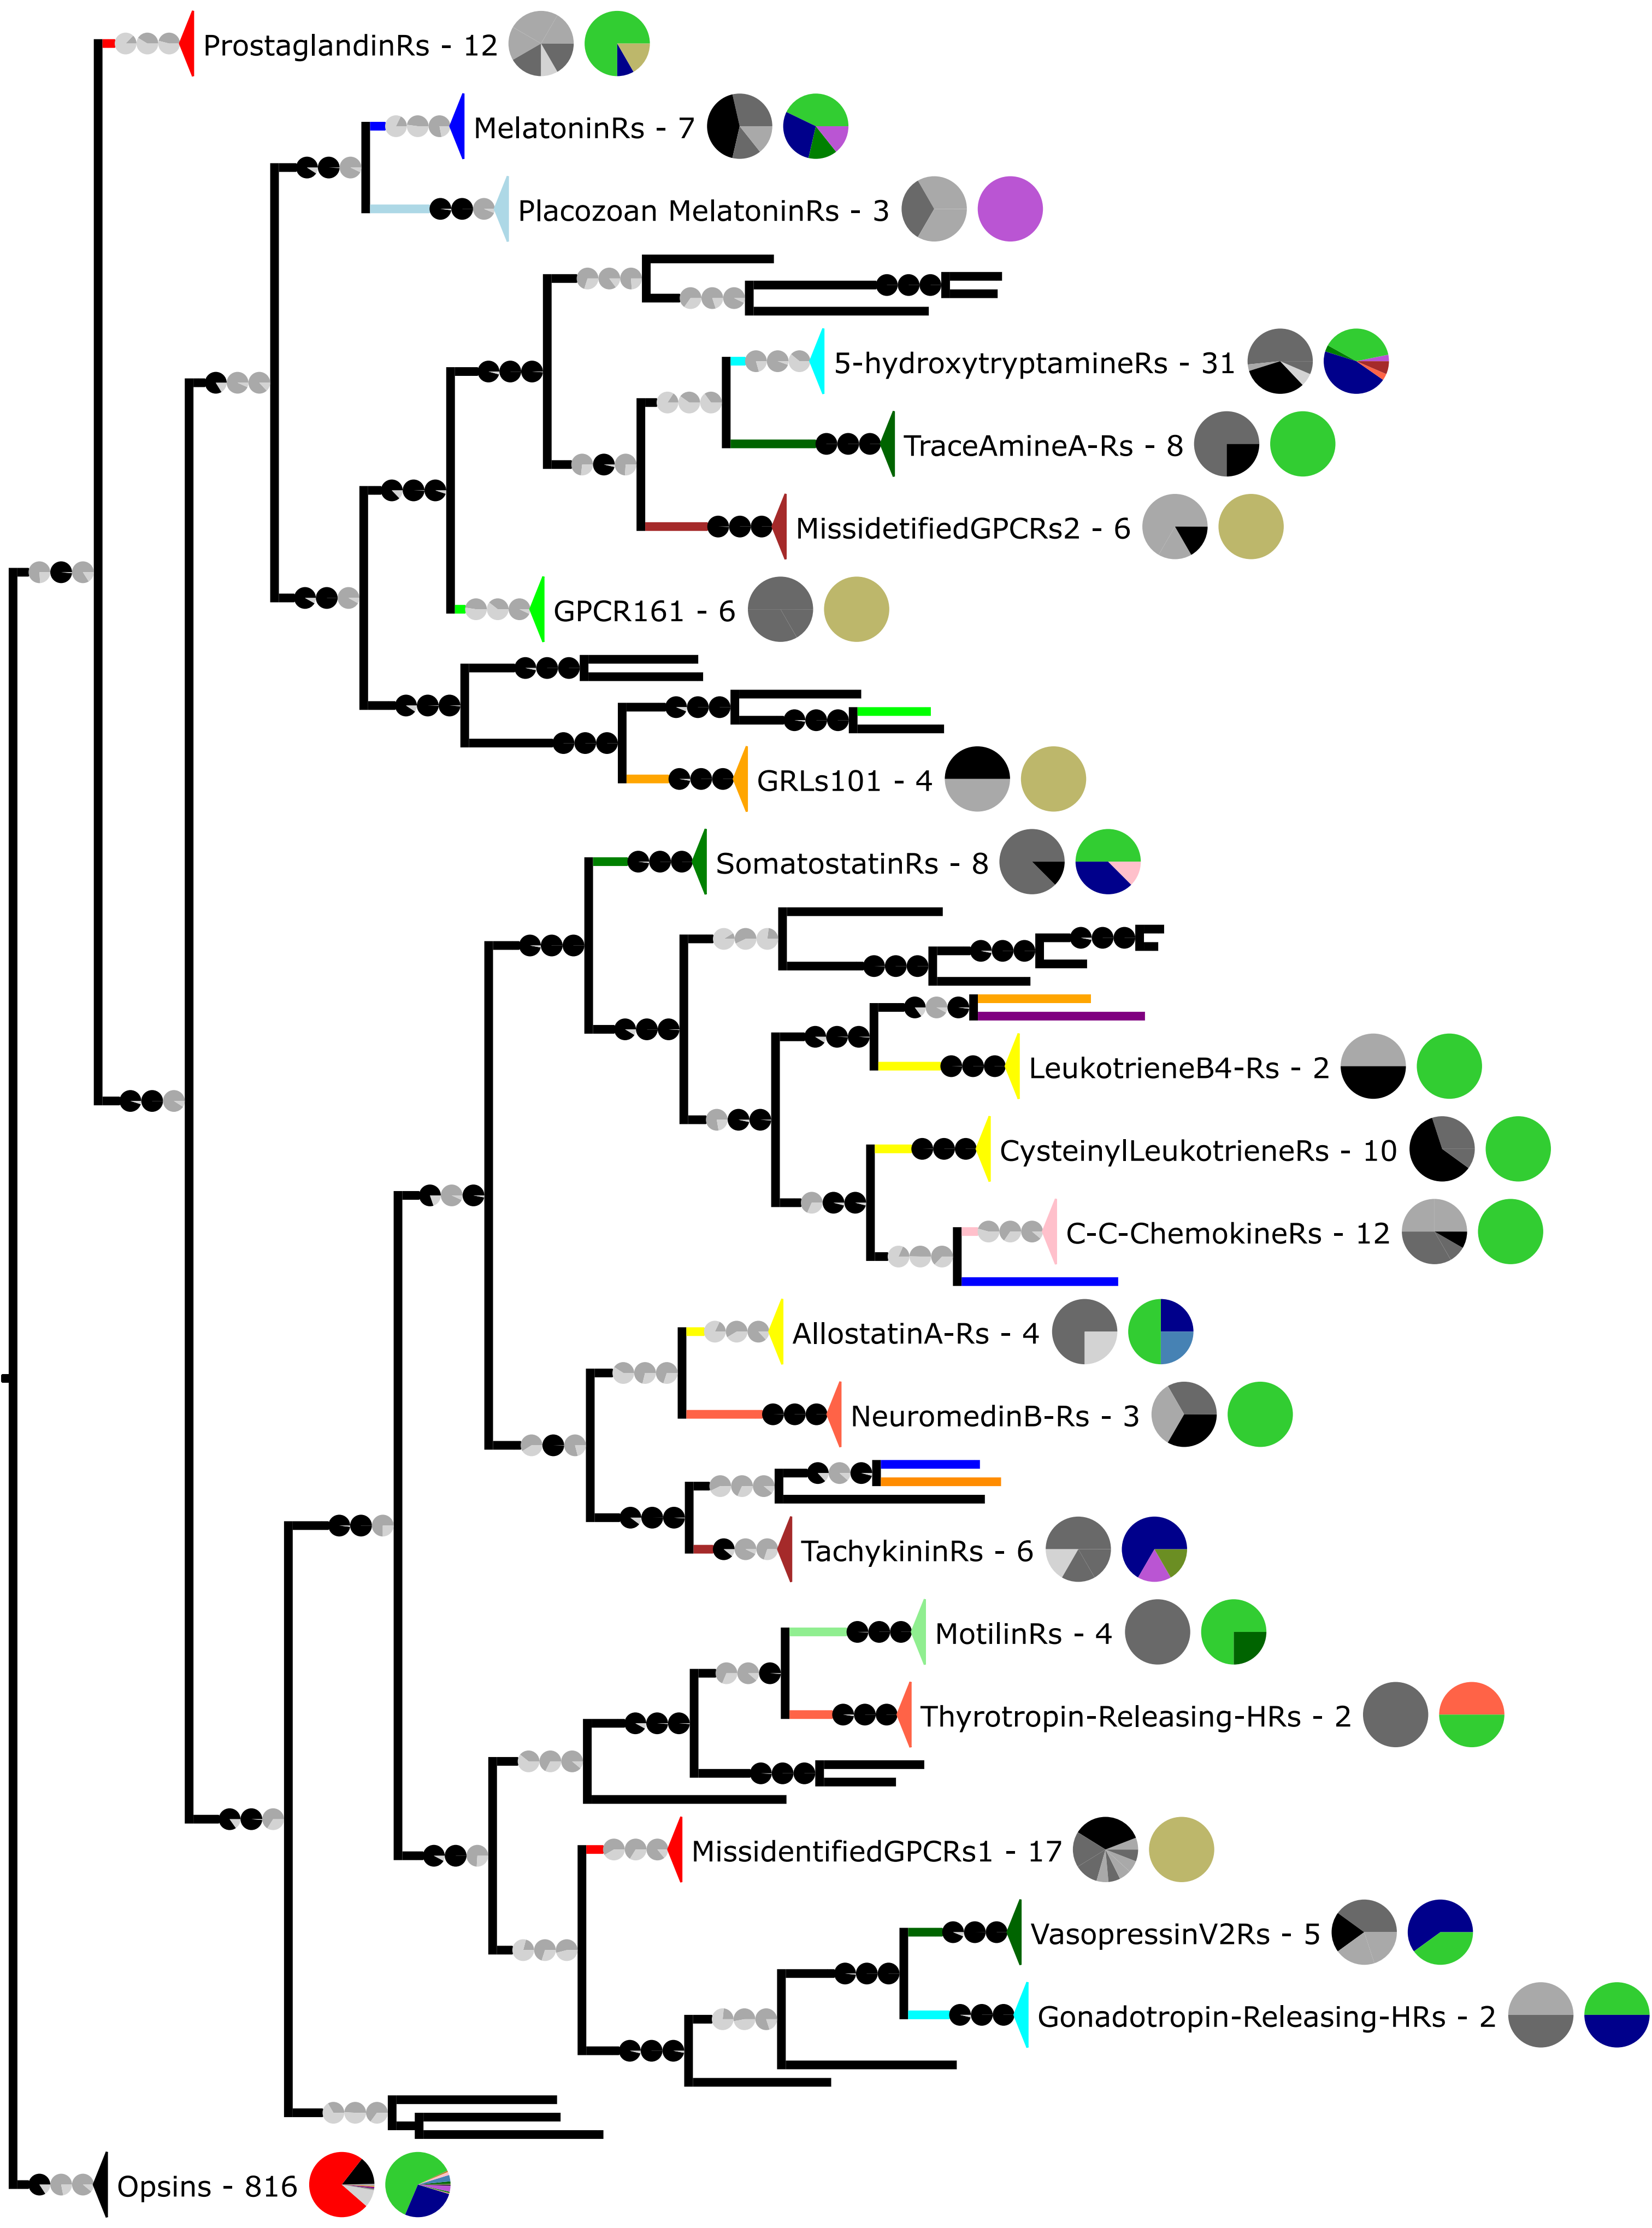 ProstaglandinRs - 12
MelatoninRs - 7
Placozoan MelatoninRs - 3
5-hydroxytryptamineRs - 31
TraceAmineA-Rs - 8
MissidetifiedGPCRs2 - 6
GPCR161 - 6
GRLs101 - 4
SomatostatinRs - 8
LeukotrieneB4-Rs - 2
CysteinylLeukotrieneRs - 10
C-C-ChemokineRs - 12
AllostatinA-Rs - 4
NeuromedinB-Rs - 3
TachykininRs - 6
MotilinRs - 4
Thyrotropin-Releasing-HRs - 2
MissidentifiedGPCRs1 - 17
VasopressinV2Rs - 5
Gonadotropin-Releasing-HRs - 2
Opsins - 816